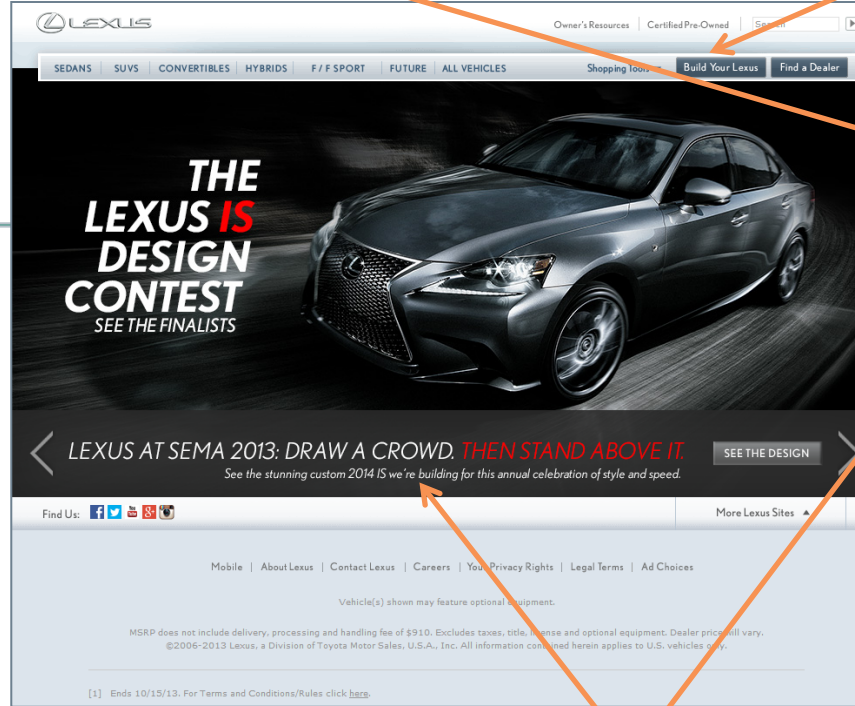 LEXUS
Owner's Resources | Certified Pre-Owned | Search
SEDANS | SUVS | CONVERTIBLES | HYBRIDS | F / F SPORT | FUTURE | ALL VEHICLES Shopping Tools Build Your Lexus Find a Dealer
THE
LEXUS IS
DESIGN
CONTEST
SEE THE FINALISTS
LEXUS AT SEMA 2013: DRAW A CROWD. THEN STAND ABOVE IT.
SEE THE DESIGN
See the stunning custom 2014 IS we're building for this annual celebration of style and speed.
Find Us:
More Lexus Sites
Mobile | About Lexus | Contact Lexus | Careers | Your Privacy Rights | Legal Terms | Ad Choices
Vehicle(s) shown may feature optional equipment.
MSRP does not include delivery, processing and handling fee of $910. Excludes taxes, title, license and optional equipment. Dealer price will vary.
©2006-2013 Lexus, a Division of Toyota Motor Sales, U.S.A., Inc. All information contained herein applies to U.S. vehicles only.
[1] Ends 10/15/13. For Terms and Conditions/Rules click here.